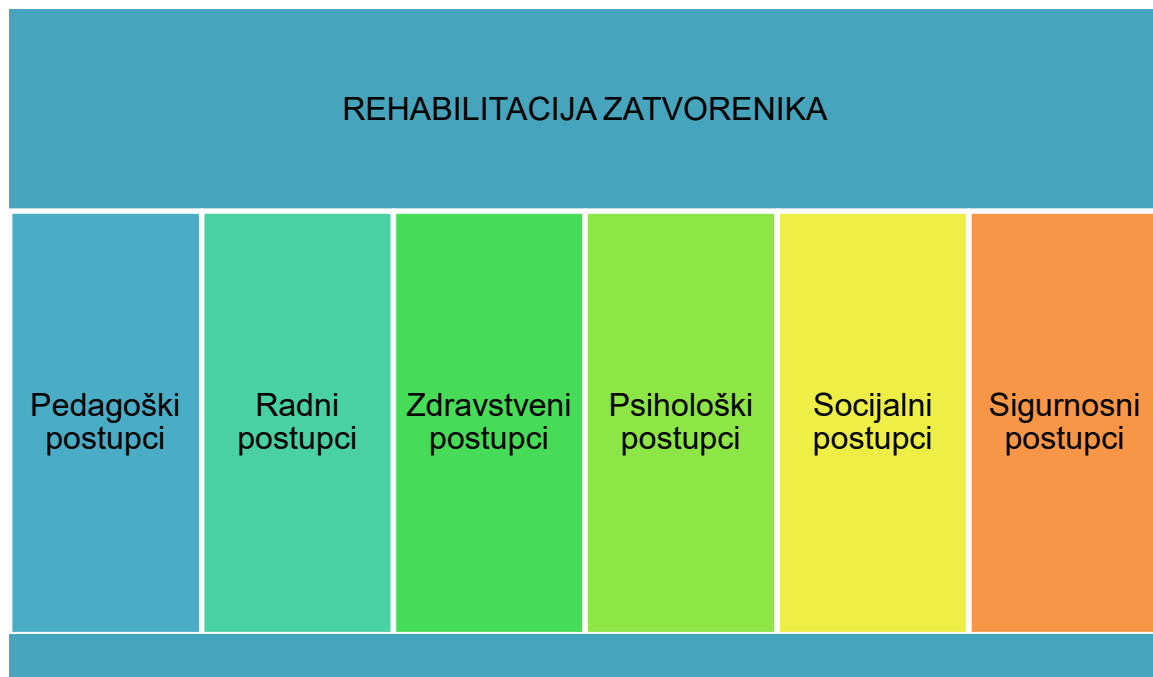 REHABILITACIJA ZATVORENIKA
Pedagoški
postupci
Radni
postupci
Zdravstveni
postupci
Psihološki
postupci
Socijalni
postupci
Sigurnosni
postupci